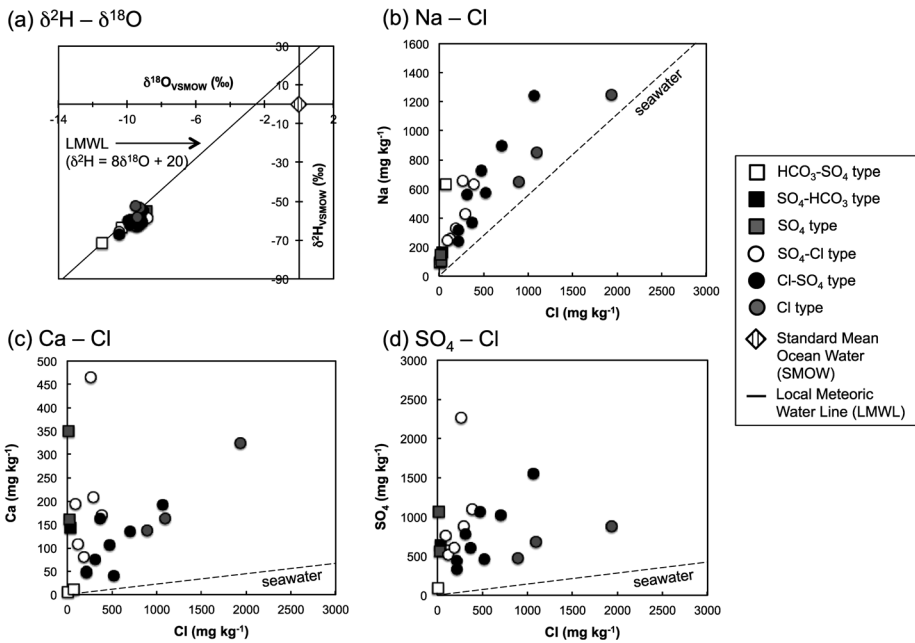 (a) δ²H – δ¹⁸O
30
δ¹⁸O_VSMOW (‰)
10
-14
-10
-6
-2
2
-10
LMWL
(δ²H = 8δ¹⁸O + 20)
-30
-50
-70
-90
δ²H_VSMOW (‰)
(b) Na – Cl
1600
1400
1200
1000
800
600
400
200
0
Na (mg kg⁻¹)
seawater
0
500
1000
1500
2000
2500
3000
Cl (mg kg⁻¹)
HCO₃–SO₄ type
SO₄–HCO₃ type
SO₄ type
SO₄–Cl type
Cl–SO₄ type
Cl type
Standard Mean
Ocean Water
(SMOW)
Local Meteoric
Water Line (LMWL)
(c) Ca – Cl
500
450
400
350
300
250
200
150
100
50
0
Ca (mg kg⁻¹)
seawater
0
500
1000
1500
2000
2500
3000
Cl (mg kg⁻¹)
(d) SO₄ – Cl
3000
2500
2000
1500
1000
500
0
SO₄ (mg kg⁻¹)
seawater
0
500
1000
1500
2000
2500
3000
Cl (mg kg⁻¹)